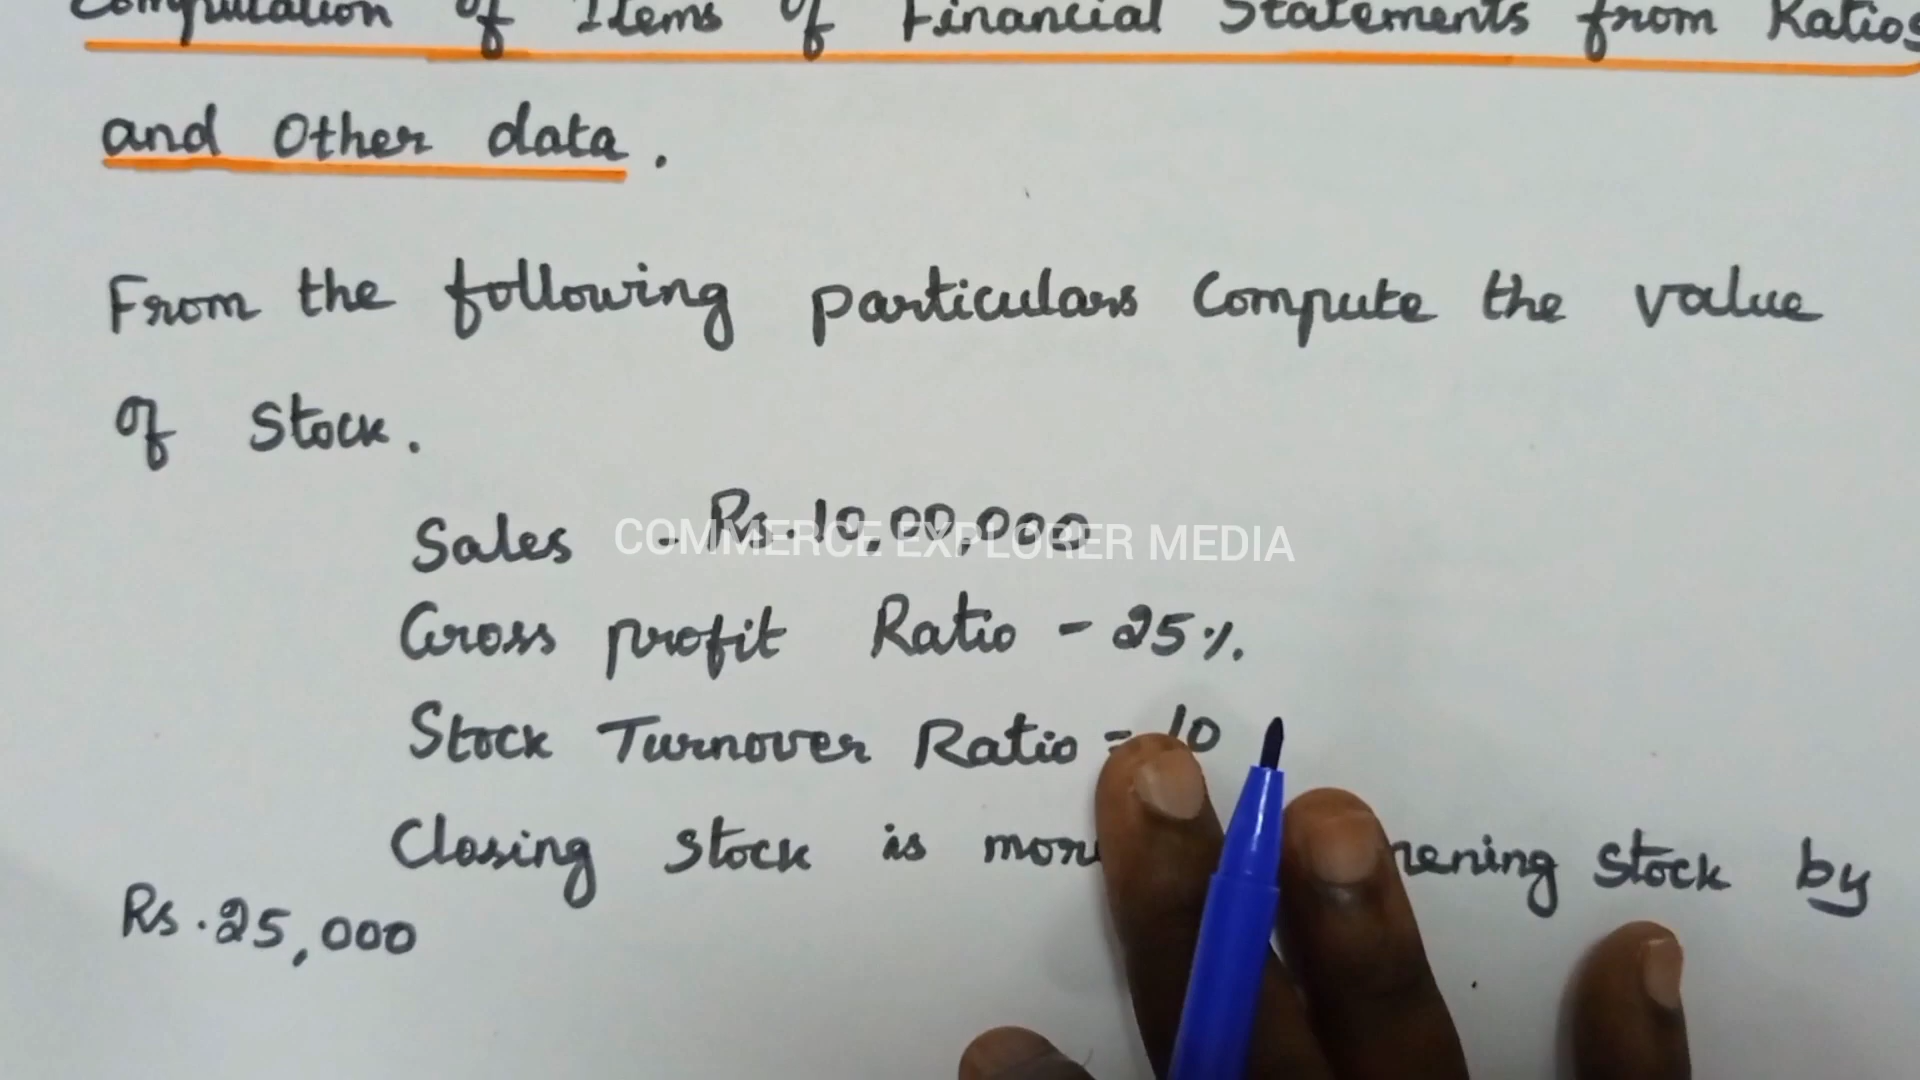 Computation of Items of Financial Statements from Ratios
and Other data.
From the following particulars Compute the value
of Stock.
Sales - Rs.10,00,000
COMMERCE EXPLORER MEDIA
Gross profit Ratio - 25%.
Stock Turnover Ratio = 10
Closing Stock is stock by
Rs.25,000